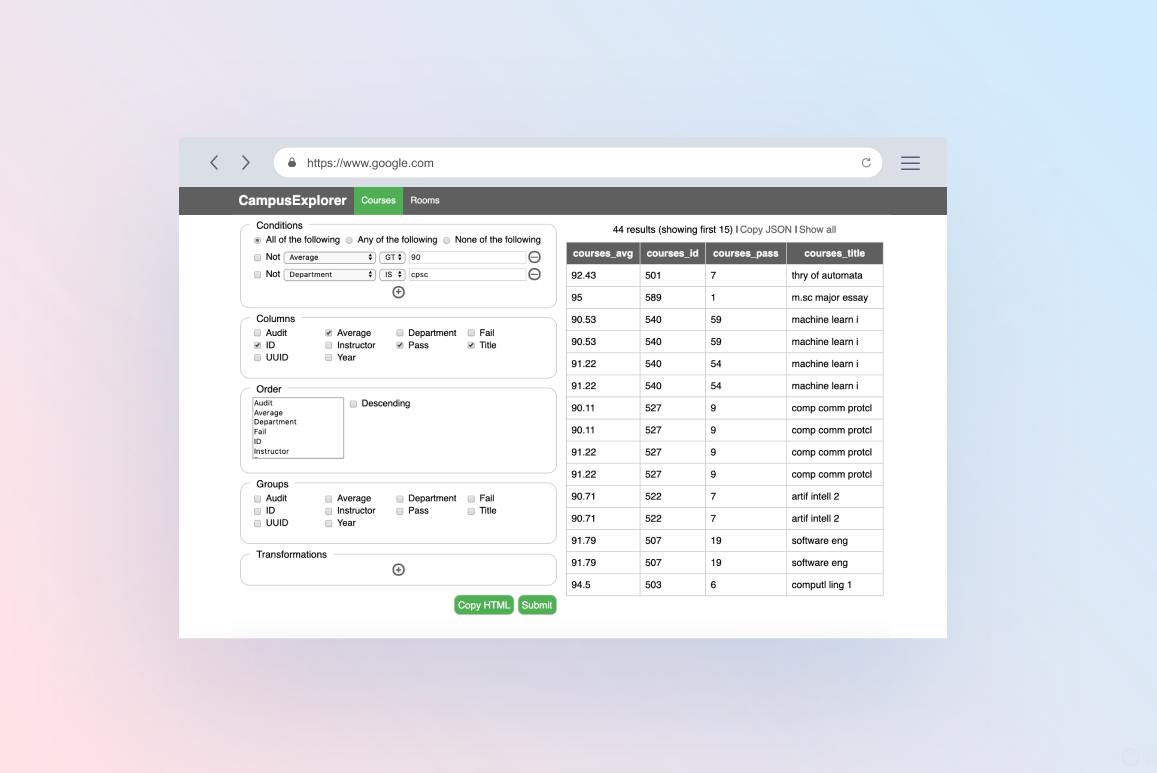 https://www.google.com
CampusExplorer Courses Rooms
Conditions
All of the following Any of the following None of the following
Not Average GT 90
Not Department IS cpsc
Columns
Audit Average Department Fail
ID Instructor Pass Title
UUID Year
Order
Audit
Average
Department
Fail
ID
Instructor
Descending
Groups
Audit Average Department Fail
ID Instructor Pass Title
UUID Year
Transformations
Copy HTML Submit
44 results (showing first 15) | Copy JSON | Show all
courses_avg courses_id courses_pass courses_title
92.43 501 7 thry of automata
95 589 1 m.sc major essay
90.53 540 59 machine learn i
90.53 540 59 machine learn i
91.22 540 54 machine learn i
91.22 540 54 machine learn i
90.11 527 9 comp comm protcl
90.11 527 9 comp comm protcl
91.22 527 9 comp comm protcl
91.22 527 9 comp comm protcl
90.71 522 7 artif intell 2
90.71 522 7 artif intell 2
91.79 507 19 software eng
91.79 507 19 software eng
94.5 503 6 computl ling 1